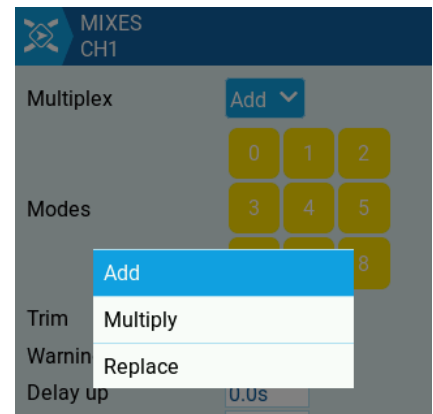 MIXES
CH1
Multiplex
Add
0 1 2
Modes
3 4 5
8
Add
Trim
Multiply
Warnin
Replace
Delay up
0.0s